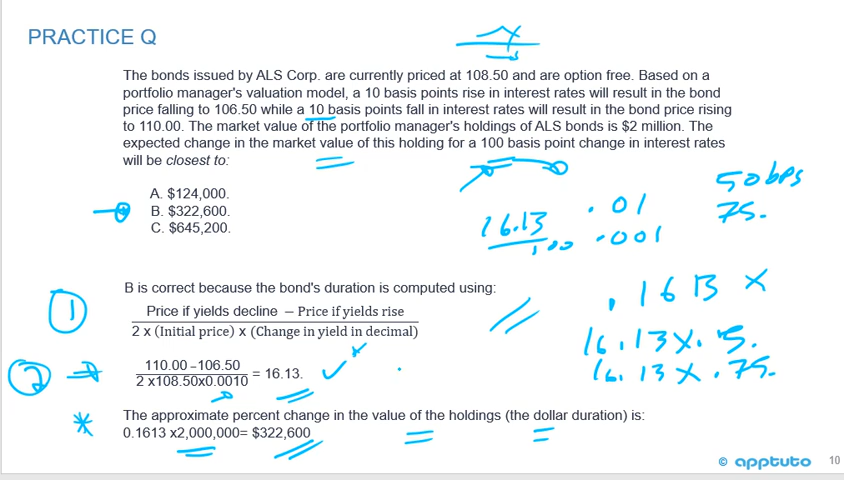 PRACTICE Q
The bonds issued by ALS Corp. are currently priced at 108.50 and are option free. Based on a
portfolio manager's valuation model, a 10 basis points rise in interest rates will result in the bond
price falling to 106.50 while a 10 basis points fall in interest rates will result in the bond price rising
to 110.00. The market value of the portfolio manager's holdings of ALS bonds is $2 million. The
expected change in the market value of this holding for a 100 basis point change in interest rates
will be closest to:
50 bps
75.
A. $124,000.
B. $322,600.
C. $645,200.
16.13 .01
100 .001
B is correct because the bond's duration is computed using:
1
Price if yields decline – Price if yields rise
2 x (Initial price) x (Change in yield in decimal)
.1613 x
16.13 x .5.
16.13 x .75.
2
110.00 –106.50
2 x108.50x0.0010
= 16.13.
The approximate percent change in the value of the holdings (the dollar duration) is:
0.1613 x2,000,000= $322,600
© apptuto 10